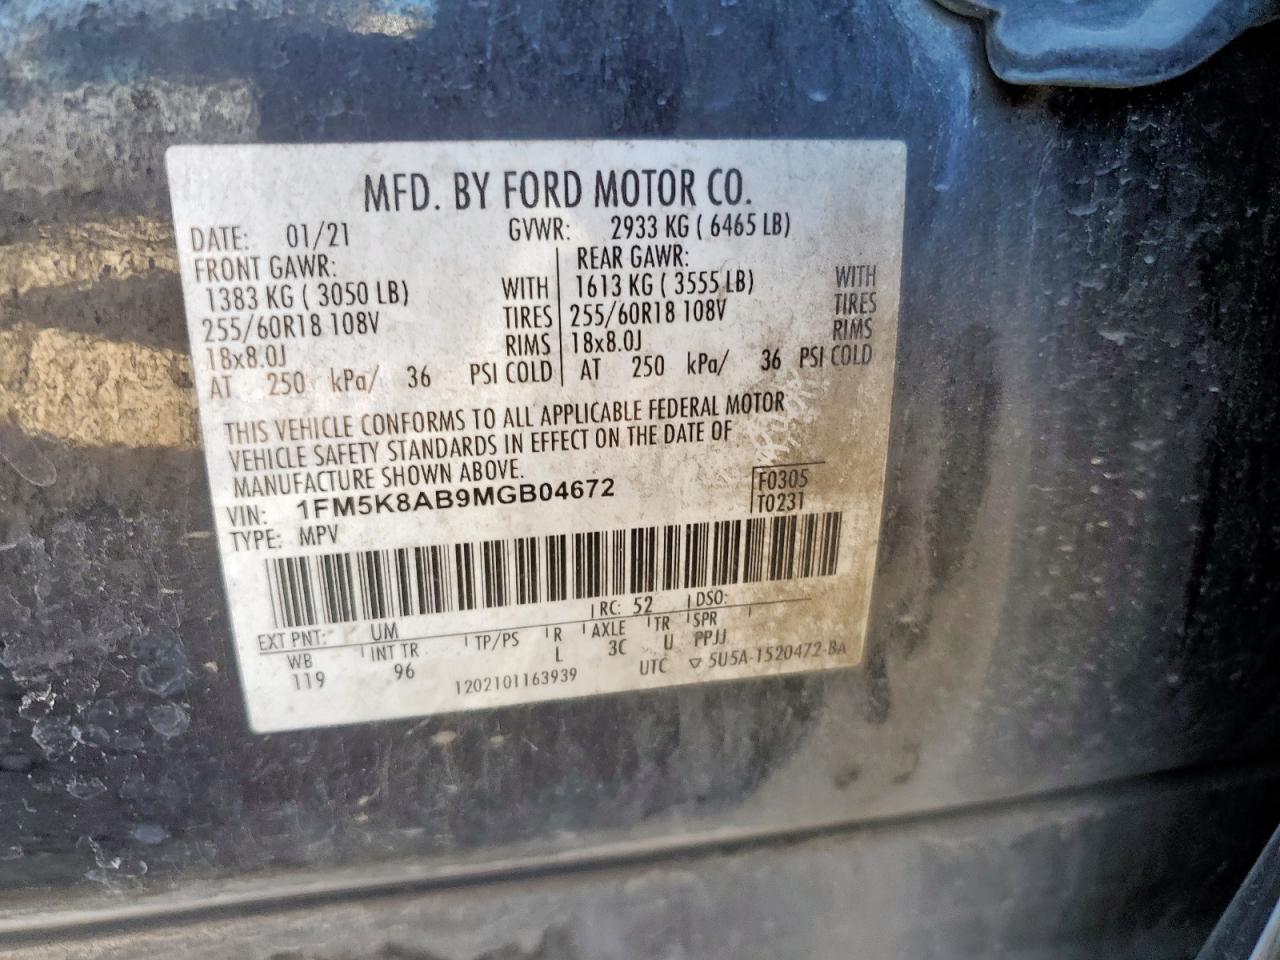 MFD. BY FORD MOTOR CO.
DATE: 01/21 GVWR: 2933 KG ( 6465 LB)
FRONT GAWR: REAR GAWR:
1383 KG ( 3050 LB) WITH 1613 KG ( 3555 LB) WITH
255/60R18 108V TIRES 255/60R18 108V TIRES
18x8.0J RIMS 18x8.0J RIMS
AT 250 kPa/ 36 PSI COLD AT 250 kPa/ 36 PSI COLD
THIS VEHICLE CONFORMS TO ALL APPLICABLE FEDERAL MOTOR
VEHICLE SAFETY STANDARDS IN EFFECT ON THE DATE OF
MANUFACTURE SHOWN ABOVE.
VIN: 1FM5K8AB9MGB04672 F0305
TYPE: MPV T0231
EXT PNT: UM RC: 52 DSO:
WB INT TR TP/PS R AXLE TR SPR
119 96 L 3C U PPJJ
1202101163939 UTC ▽ 5U5A-1520472-BA